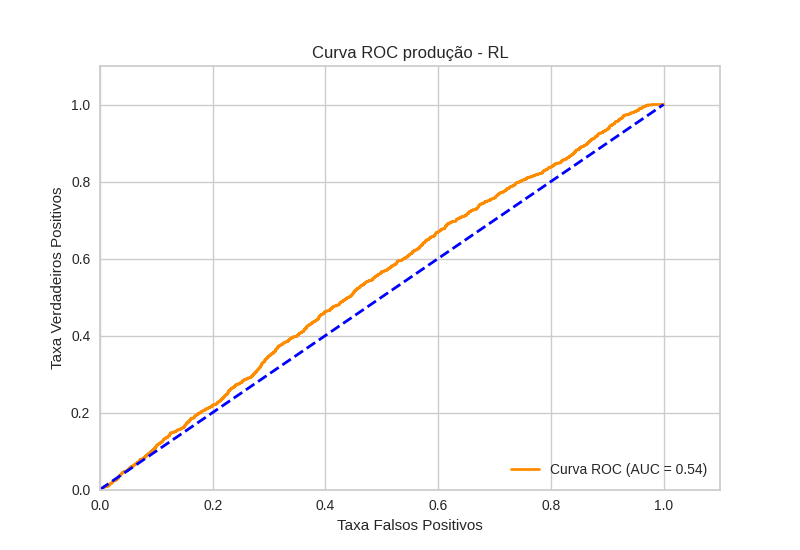 Curva ROC produção - RL
Taxa Verdadeiros Positivos
1.0
0.8
0.6
0.4
0.2
0.0
0.0 0.2 0.4 0.6 0.8 1.0
Taxa Falsos Positivos
Curva ROC (AUC = 0.54)